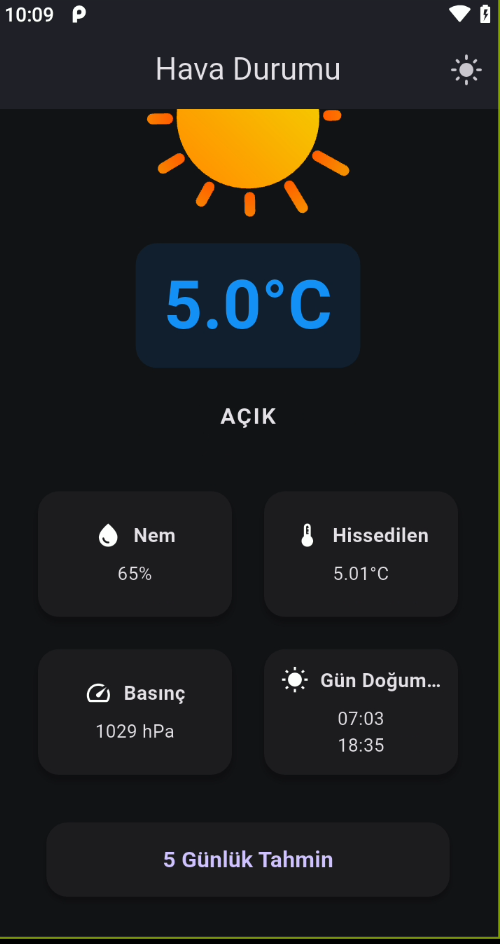 10:09
Hava Durumu
5.0°C
AÇIK
Nem
65%
Hissedilen
5.01°C
Basınç
1029 hPa
Gün Doğum...
07:03
18:35
5 Günlük Tahmin